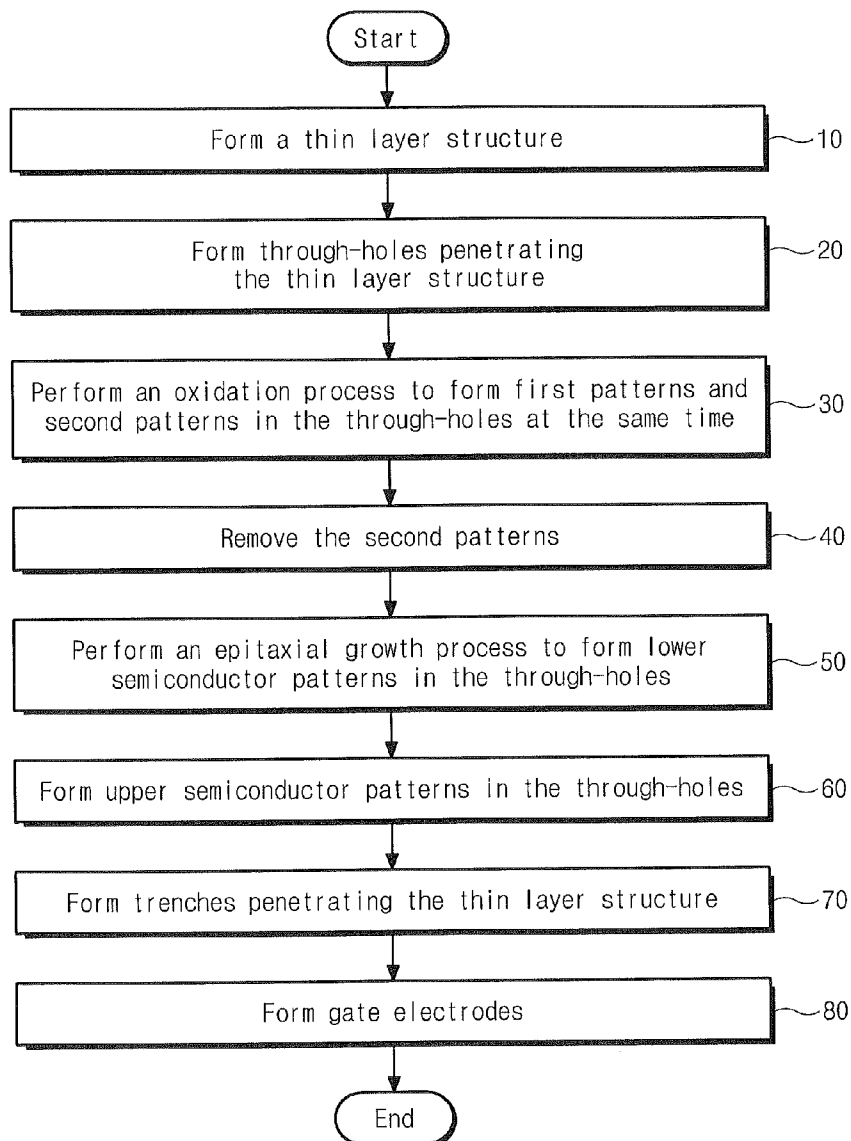 Start
Form a thin layer structure
10
Form through-holes penetrating
the thin layer structure
20
Perform an oxidation process to form first patterns and
second patterns in the through-holes at the same time
30
Remove the second patterns
40
Perform an epitaxial growth process to form lower
semiconductor patterns in the through-holes
50
Form upper semiconductor patterns in the through-holes
60
Form trenches penetrating the thin layer structure
70
Form gate electrodes
80
End